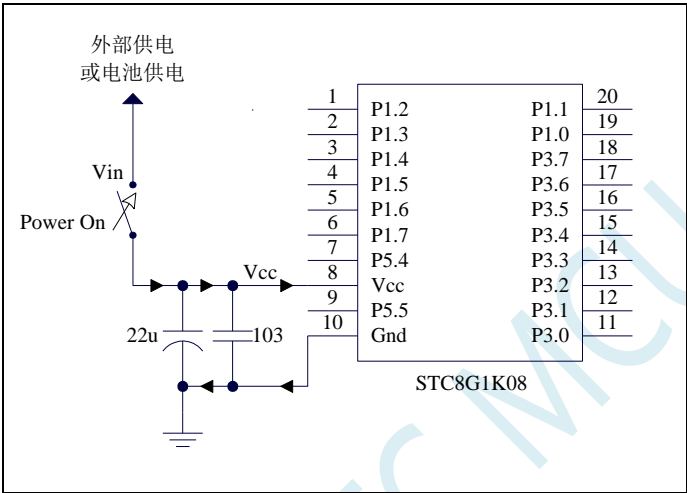 外部供电
或电池供电
Vin
Power On
Vcc
22u
103
1 P1.2 P1.1 20
2 P1.3 P1.0 19
3 P1.4 P3.7 18
4 P1.5 P3.6 17
5 P1.6 P3.5 16
6 P1.7 P3.4 15
7 P5.4 P3.3 14
8 Vcc P3.2 13
9 P5.5 P3.1 12
10 Gnd P3.0 11
STC8G1K08
MCU